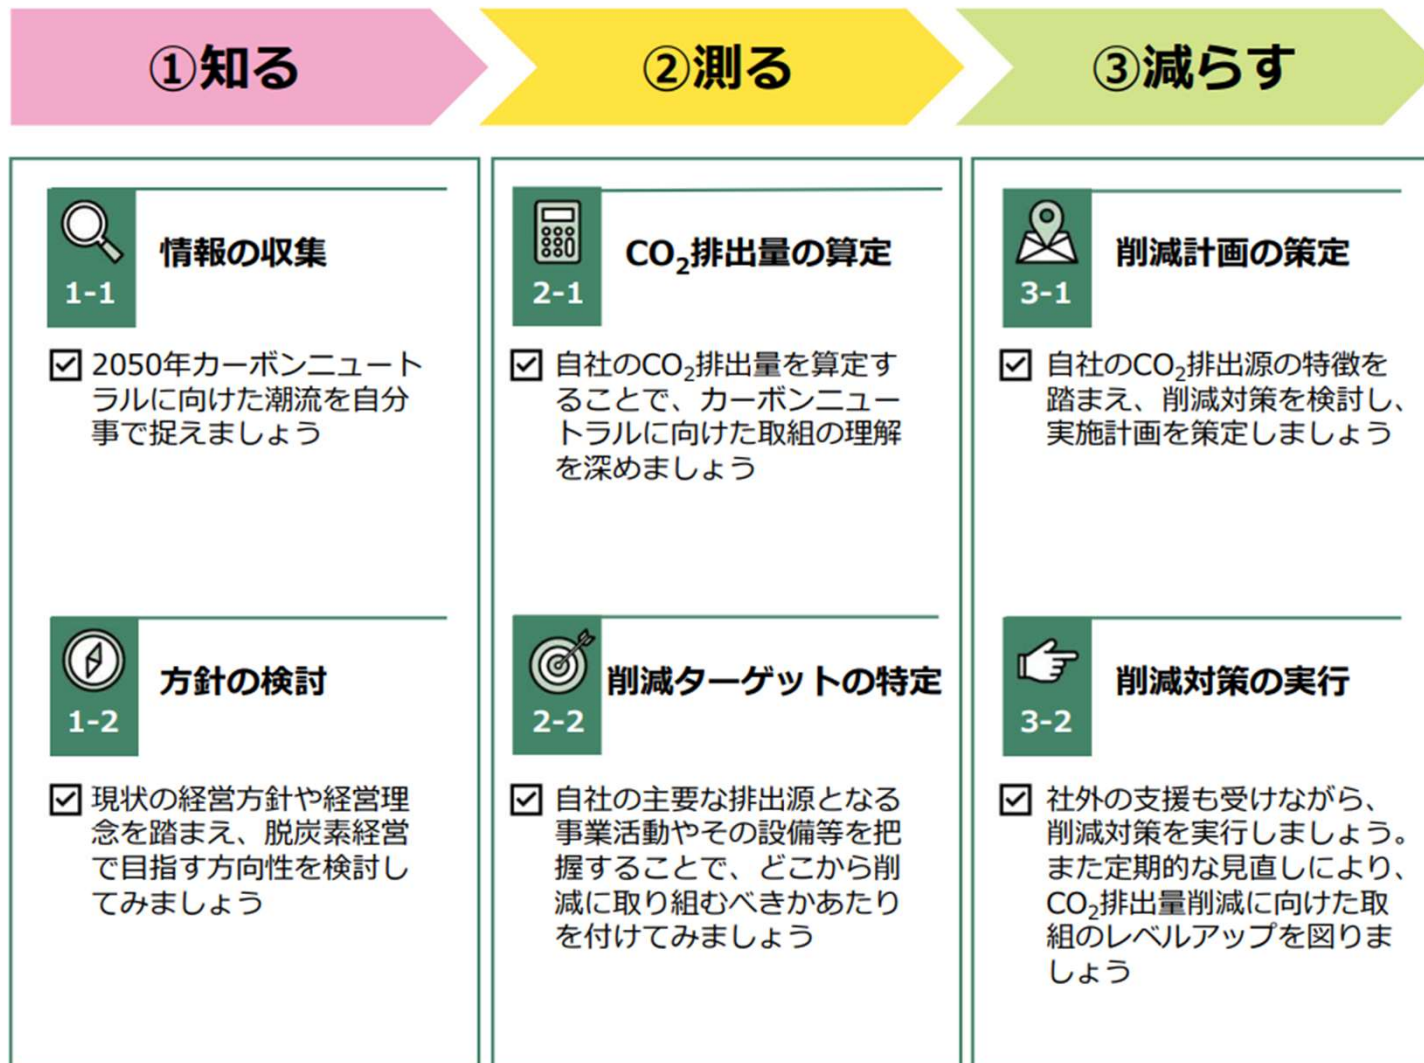 ①知る
②測る
③減らす
1-1
情報の収集
2050年カーボンニュート
ラルに向けた潮流を自分
事で捉えましょう
1-2
方針の検討
現状の経営方針や経営理
念を踏まえ、脱炭素経営
で目指す方向性を検討し
てみましょう
2-1
CO₂排出量の算定
自社のCO₂排出量を算定す
ることで、カーボンニュー
トラルに向けた取組の理解
を深めましょう
2-2
削減ターゲットの特定
自社の主要な排出源となる
事業活動やその設備等を把
握することで、どこから削
減に取り組むべきかあたり
を付けてみましょう
3-1
削減計画の策定
自社のCO₂排出源の特徴を
踏まえ、削減対策を検討し、
実施計画を策定しましょう
3-2
削減対策の実行
社外の支援も受けながら、
削減対策を実行しましょう。
また定期的な見直しにより、
CO₂排出量削減に向けた取
組のレベルアップを図りま
しょう